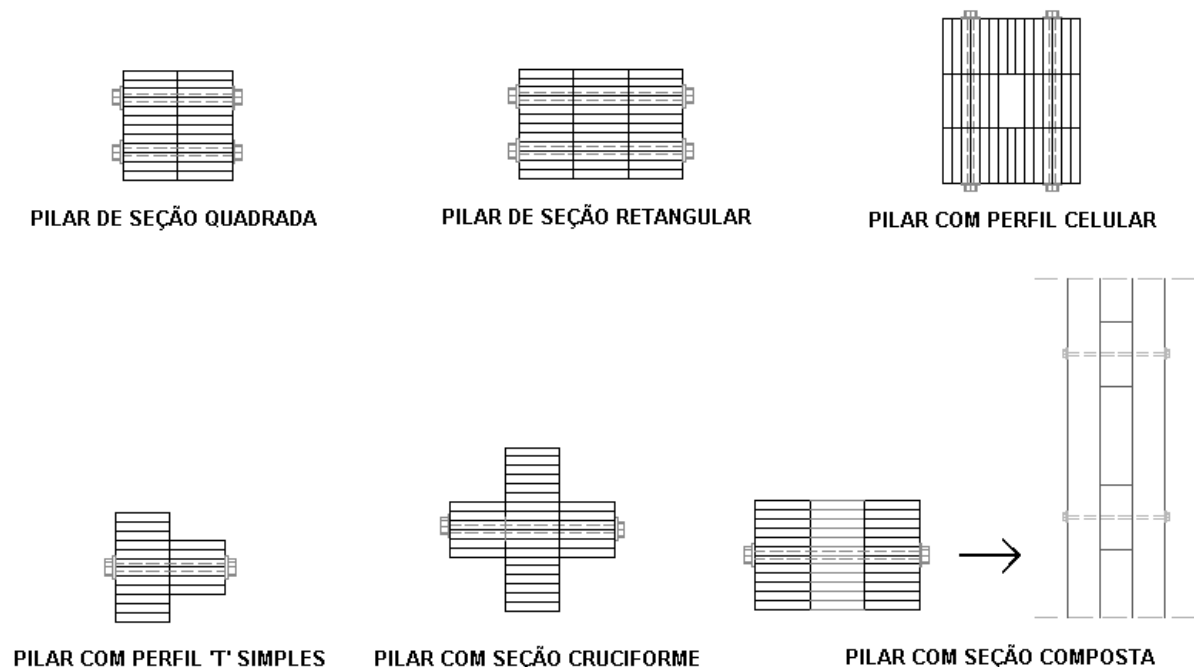 PILAR DE SEÇÃO QUADRADA
PILAR DE SEÇÃO RETANGULAR
PILAR COM PERFIL CELULAR
PILAR COM PERFIL 'T' SIMPLES
PILAR COM SEÇÃO CRUCIFORME
PILAR COM SEÇÃO COMPOSTA